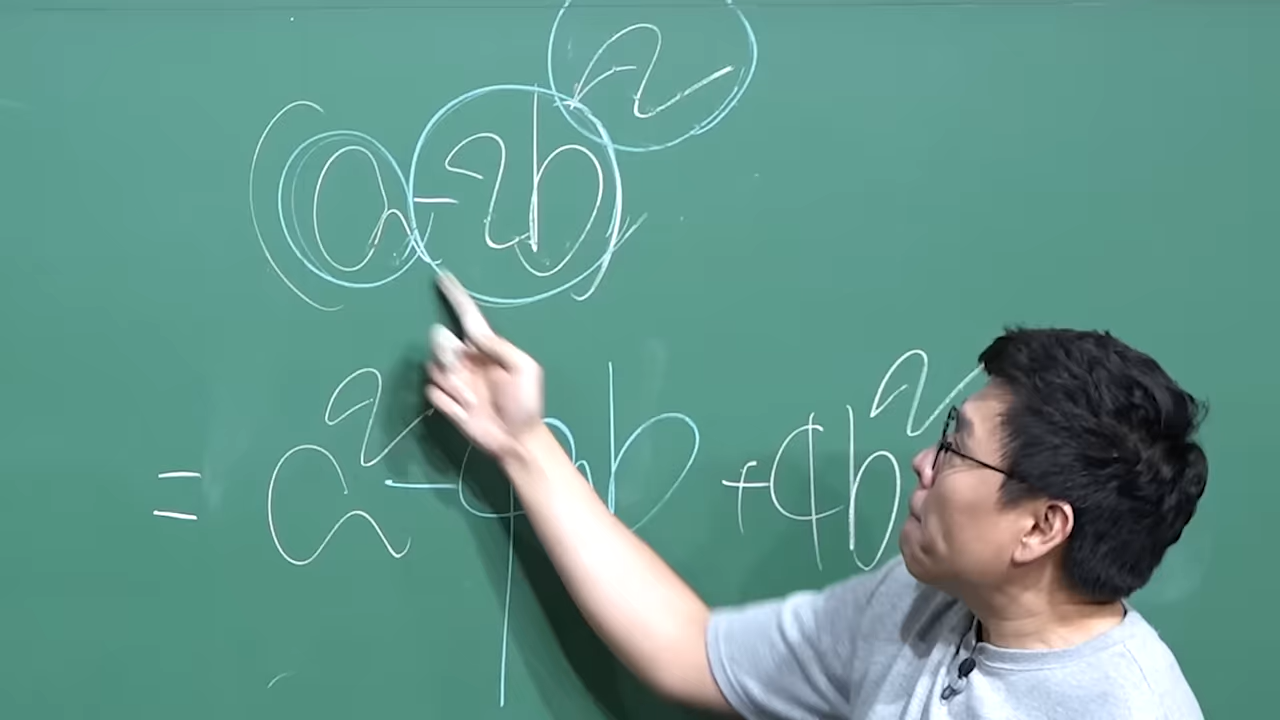 (a-2b)²
= a²-4ab+4b²